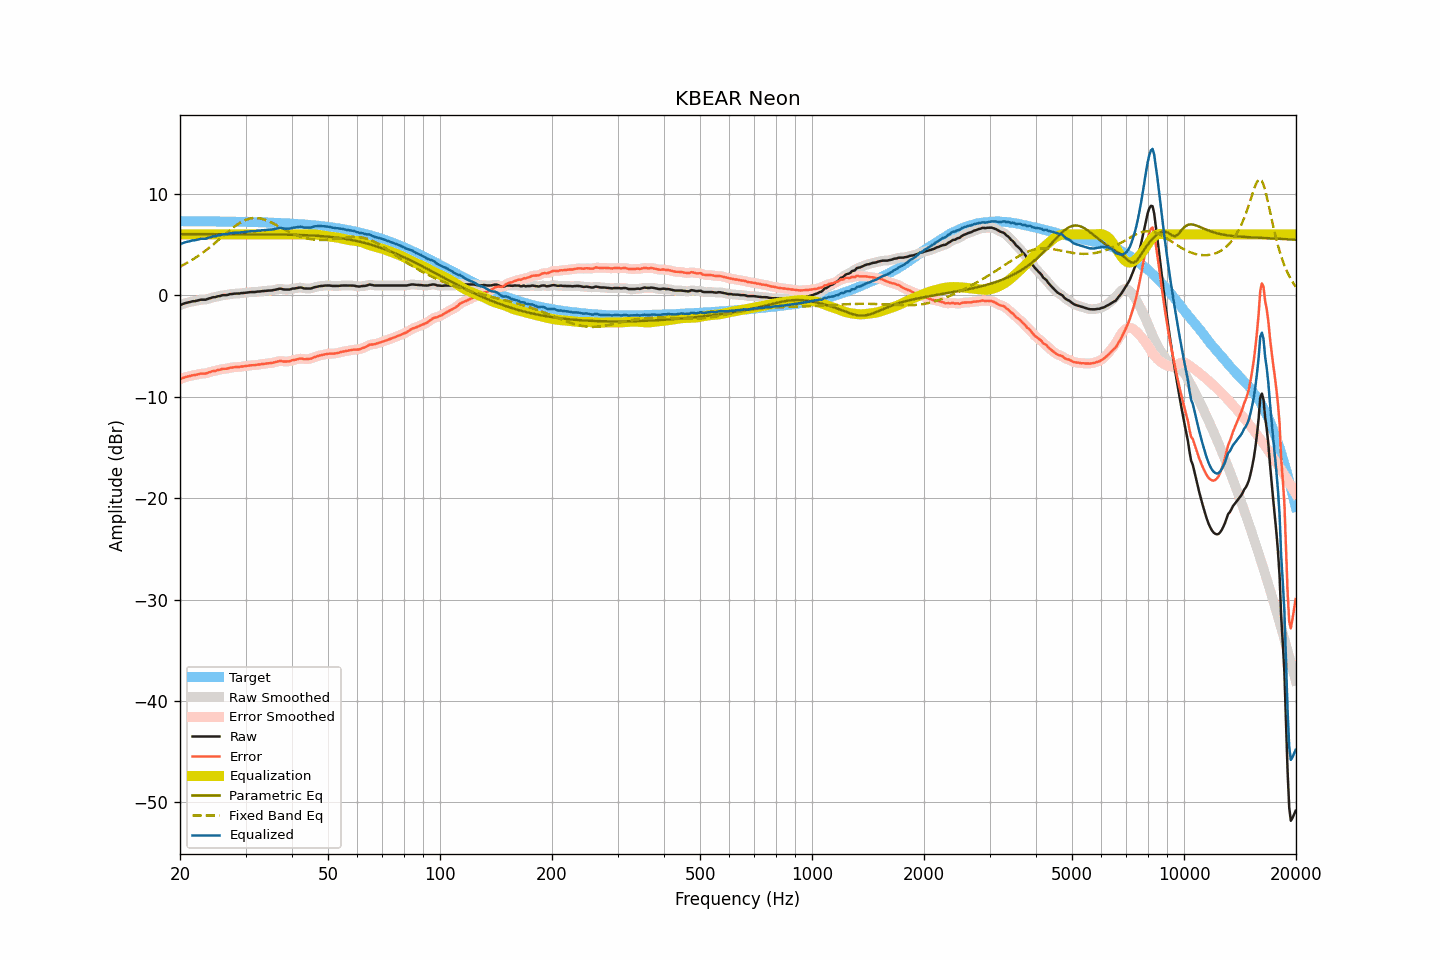 KBEAR Neon
10
0
−10
−20
−30
−40
−50
Amplitude (dBr)
Target
Raw Smoothed
Error Smoothed
Raw
Error
Equalization
Parametric Eq
Fixed Band Eq
Equalized
20 50 100 200 500 1000 2000 5000 10000 20000
Frequency (Hz)